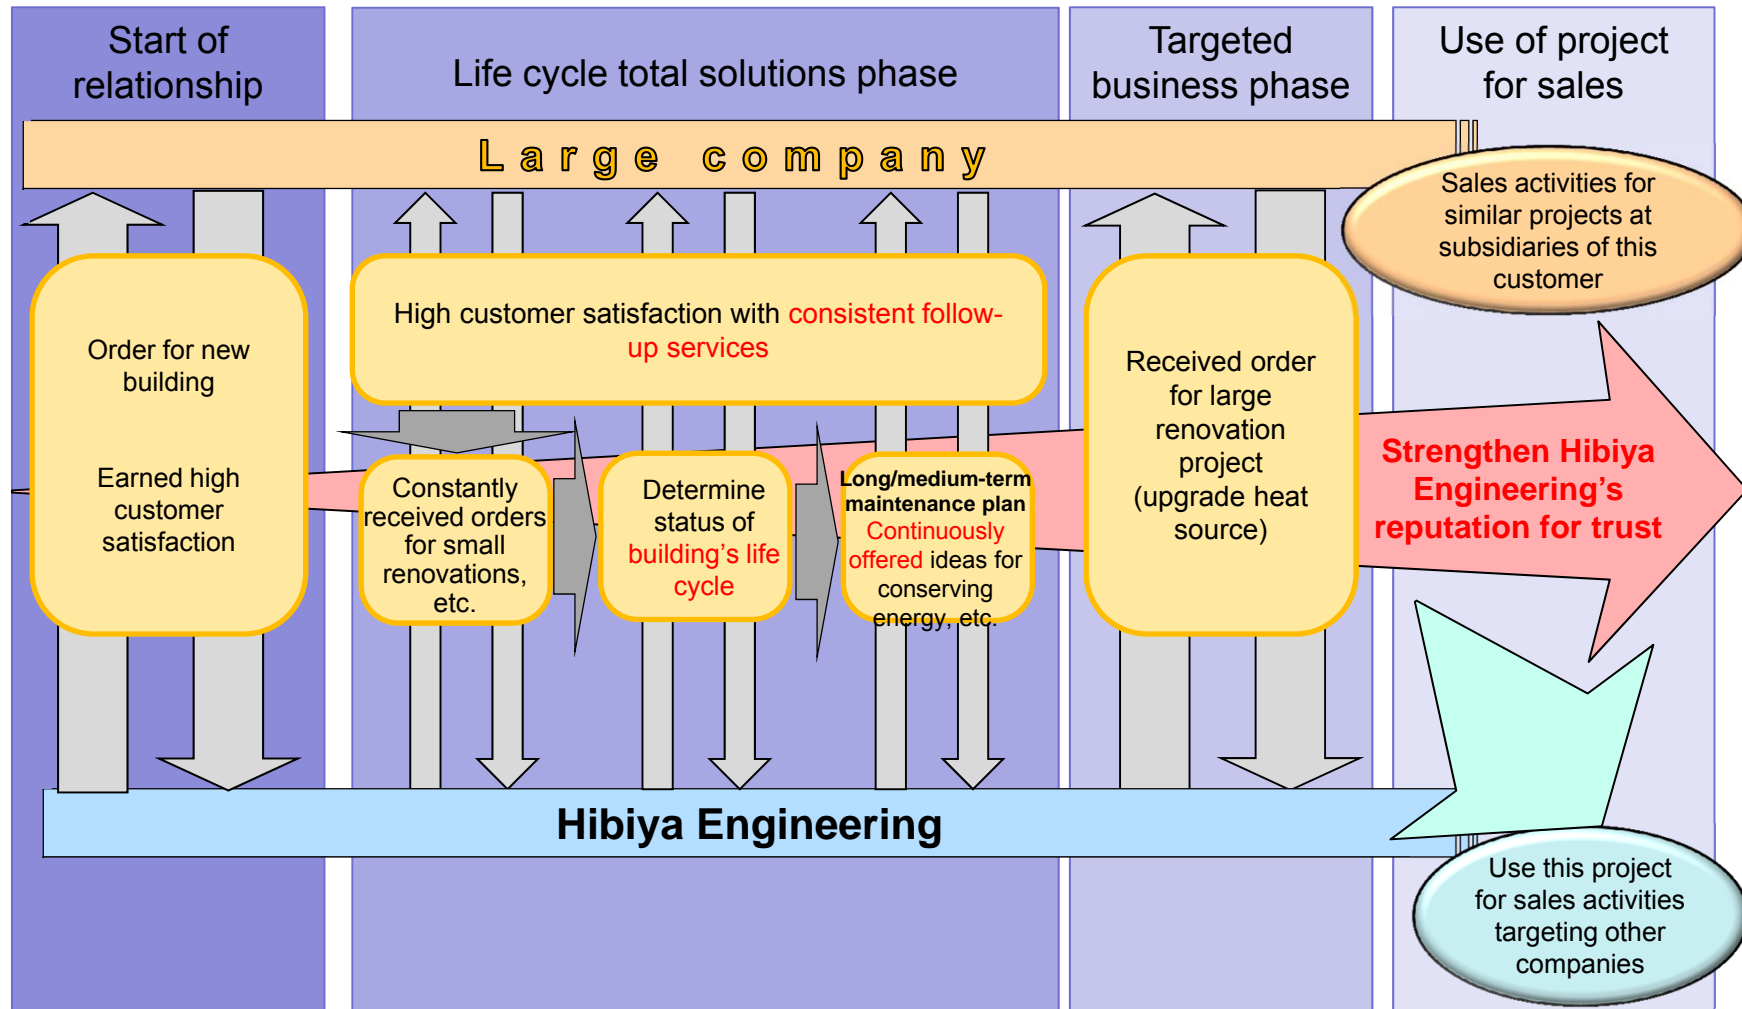 Start of
relationship
Life cycle total solutions phase
Targeted
business phase
Use of project
for sales
Large company
Sales activities for
similar projects at
subsidiaries of this
customer
Order for new
building
Earned high
customer
satisfaction
High customer satisfaction with consistent follow-
up services
Constantly
received orders
for small
renovations,
etc.
Determine
status of
building's life
cycle
Long/medium-term
maintenance plan
Continuously
offered ideas for
conserving
energy, etc.
Received order
for large
renovation
project
(upgrade heat
source)
Strengthen Hibiya
Engineering's
reputation for trust
Hibiya Engineering
Use this project
for sales activities
targeting other
companies